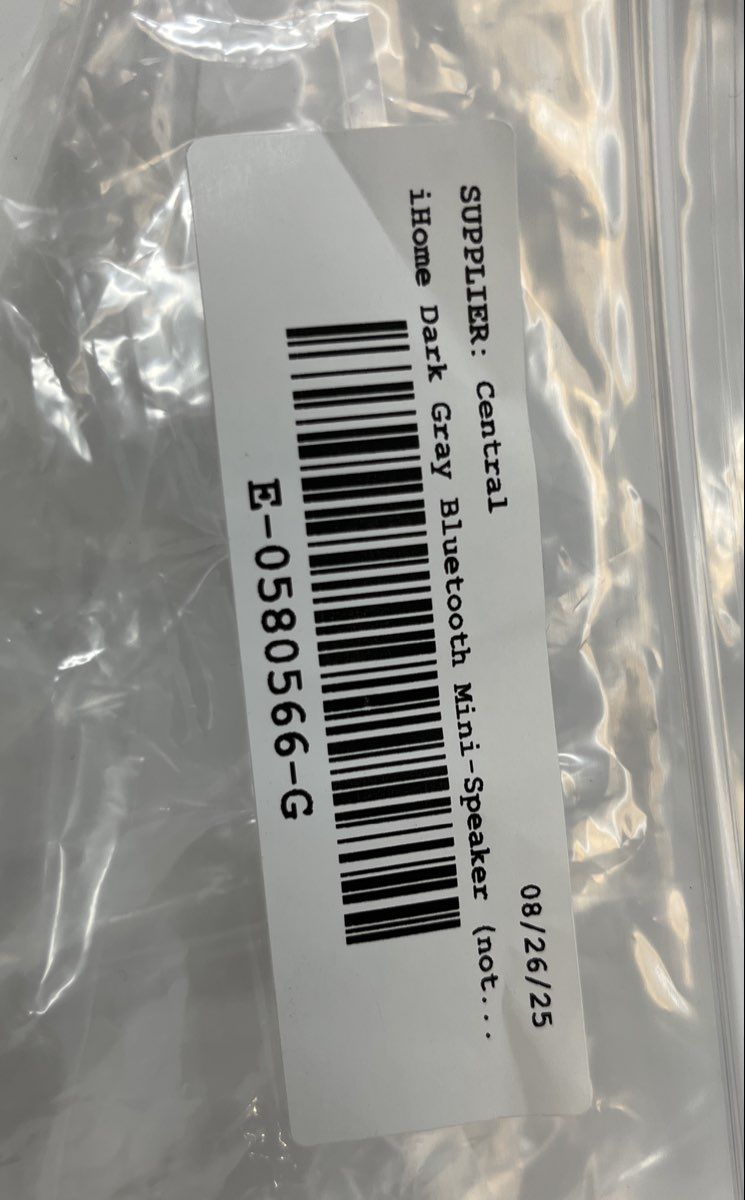 SUPPLIER: Central 08/26/25
iHome Dark Gray Bluetooth Mini-Speaker (not...
E-0580566-G